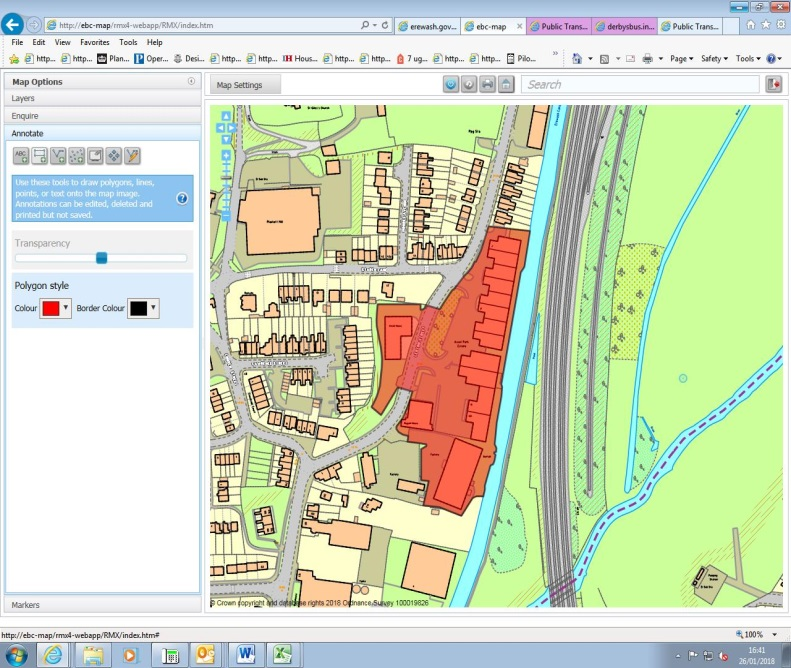 http://ebc-map/rmx4-webapp/RMX/index.htm
erewash.gov...
ebc-map
Public Trans...
derbysbus.in...
Public Trans...
File Edit View Favorites Tools Help
http...
http...
Plan...
Oper...
Desi...
http...
http...
Hous...
http...
http...
7 ug...
http...
http...
http...
Pilo...
Page
Safety
Tools
Map Options
Map Settings
Search
Layers
Enquire
Annotate
ABC
Use these tools to draw polygons, lines,
points, or text onto the map image.
Annotations can be edited, deleted and
printed but not saved.
Transparency
Polygon style
Colour
Border Colour
Markers
© Crown copyright and database rights 2018 Ordnance Survey 100019826
http://ebc-map/rmx4-webapp/RMX/index.htm#
100%
16:41
26/01/2018